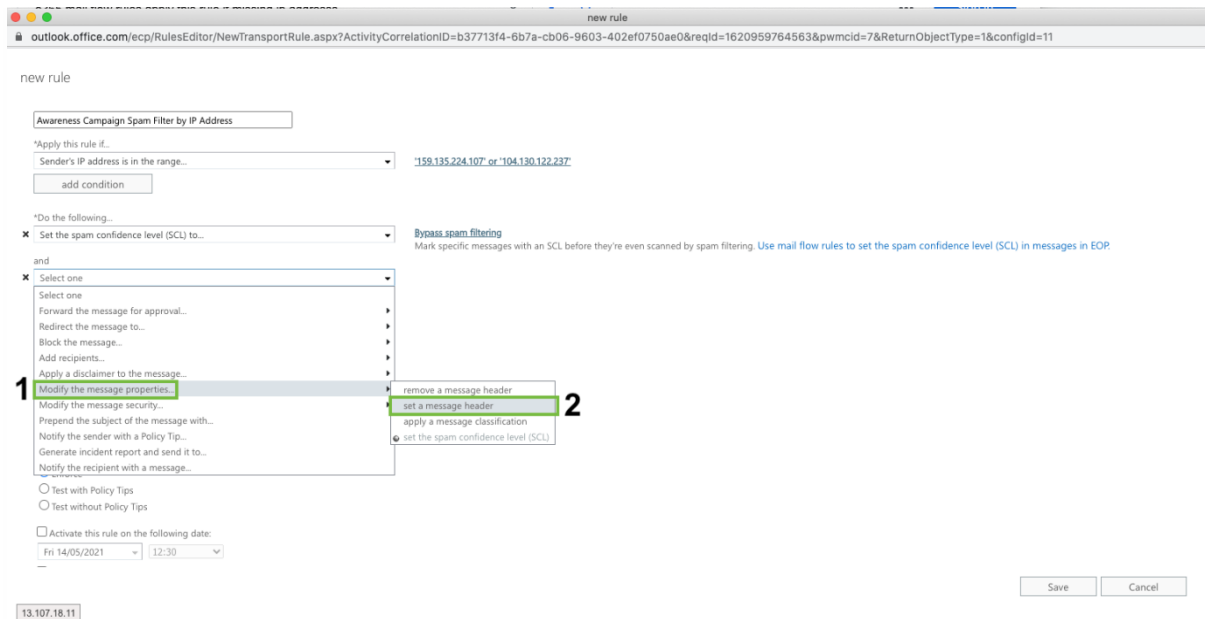 new rule
outlook.office.com/ecp/RulesEditor/NewTransportRule.aspx?ActivityCorrelationID=b37713f4-6b7a-cb06-9603-402ef0750ae0&reqId=1620959764563&pwmcid=7&ReturnObjectType=1&configId=11
new rule
Awareness Campaign Spam Filter by IP Address
*Apply this rule if...
Sender's IP address is in the range...
'159.135.224.107' or '104.130.122.237'
add condition
*Do the following...
Set the spam confidence level (SCL) to...
Bypass spam filtering
Mark specific messages with an SCL before they're even scanned by spam filtering. Use mail flow rules to set the spam confidence level (SCL) in messages in EOP.
and
Select one
Select one
Forward the message for approval...
Redirect the message to...
Block the message...
Add recipients...
Apply a disclaimer to the message...
1 Modify the message properties...
remove a message header
set a message header 2
apply a message classification
set the spam confidence level (SCL)
Modify the message security...
Prepend the subject of the message with...
Notify the sender with a Policy Tip...
Generate incident report and send it to...
Notify the recipient with a message...
Test with Policy Tips
Test without Policy Tips
Activate this rule on the following date:
Fri 14/05/2021 12:30
Save Cancel
13.107.18.11